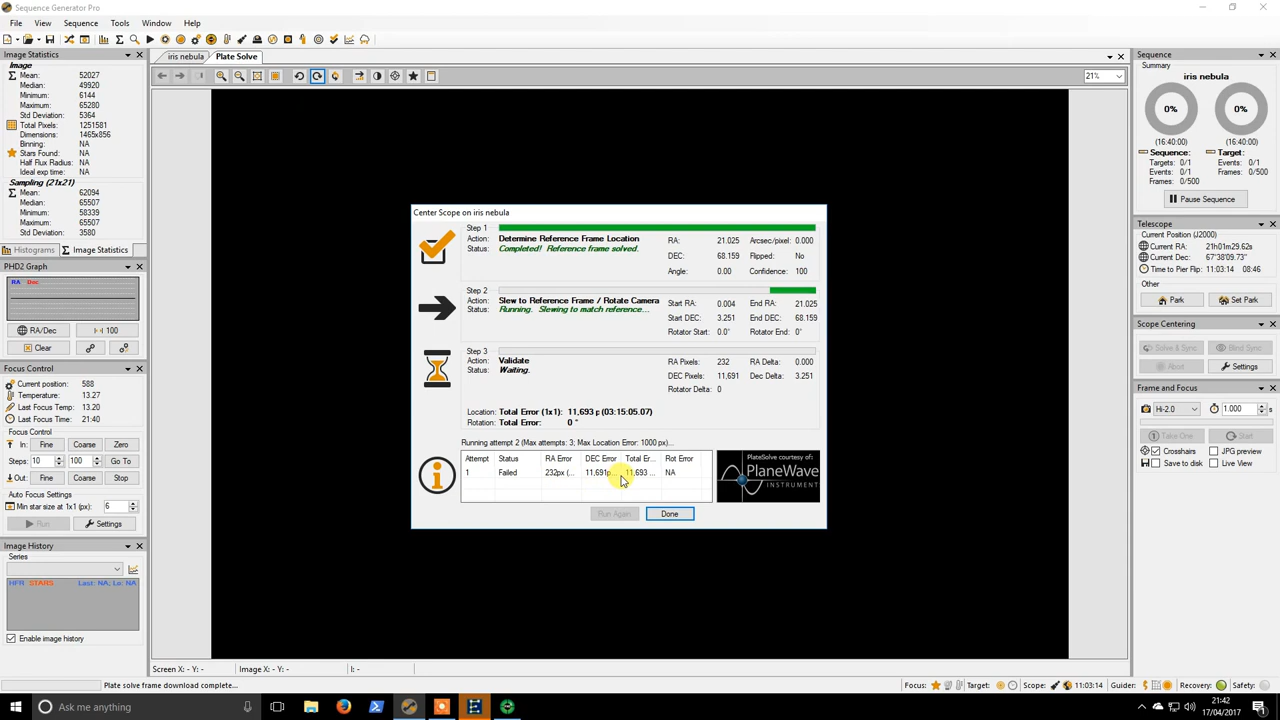 Sequence Generator Pro
File View Sequence Tools Window Help
Image Statistics
Image
Mean: 52027
Median: 49920
Minimum: 6144
Maximum: 65280
Std Deviation: 5364
Total Pixels: 1251581
Dimensions: 1465x856
Binning: NA
Stars Found: NA
Half Flux Radius: NA
Ideal exp time: NA
Sampling (21x21)
Mean: 62094
Median: 65507
Minimum: 58339
Maximum: 65507
Std Deviation: 3580
Histograms Image Statistics
PHD2 Graph
RA Dec
RA/Dec 100
Clear
Focus Control
Current position: 588
Temperature: 13.27
Last Focus Temp: 13.20
Last Focus Time: 21:40
Focus Control
In: Fine Coarse Zero
Steps: 10 100 Go To
Out: Fine Coarse Stop
Auto Focus Settings
Min star size at 1x1 (px): 6
Run Settings
Image History
Series
HFR STARS Last: NA, Lo: NA
Enable image history
iris nebula Plate Solve
21%
Center Scope on iris nebula
Step 1
Action: Determine Reference Frame Location
Status: Completed! Reference frame solved.
RA: 21.025 Arcsec/pixel: 0.000
DEC: 68.159 Flipped: No
Angle: 0.00 Confidence: 100
Step 2
Action: Slew to Reference Frame / Rotate Camera
Status: Running. Slewing to match reference...
Start RA: 0.004 End RA: 21.025
Start DEC: 3.251 End DEC: 68.159
Rotator Start: 0.0° Rotator End: 0°
Step 3
Action: Validate
Status: Waiting.
RA Pixels: 232 RA Delta: 0.000
DEC Pixels: 11,691 Dec Delta: 3.251
Rotator Delta: 0
Location: Total Error (1x1): 11,693 p (03:15:05.07)
Rotation: Total Error: 0 °
Running attempt 2 (Max attempts: 3; Max Location Error: 1000 px)...
Attempt Status RA Error DEC Error Total Er... Rot Error
1 Failed 232px (... 11,691p... 11,693 ... NA
PlateSolve courtesy of:
PlaneWave
INSTRUMENTS
Run Again Done
Screen X: - Y: - Image X: - Y: - I: -
Sequence
Summary
iris nebula
0% 0%
(16:40:00) (16:40:00)
Sequence: Target:
Targets: 0/1 Events: 0/1
Events: 0/1 Frames: 0/500
Frames: 0/500
Pause Sequence
Telescope
Current Position (J2000)
Current RA: 21h01m29.62s
Current DEC: 67°38'09.73"
Time to Pier Flip: 11:03:14 08:46
Other
Park Set Park
Scope Centering
Solve & Sync Blind Sync
Abort Settings
Frame and Focus
Hi-2.0 1.000 s
Take One Start
Crosshairs JPG preview
Save to disk Live View
Plate solve frame download complete...
Focus: Target: Scope: 11:03:14 Guider: Recovery: Safety:
Ask me anything
21:42
17/04/2017
1